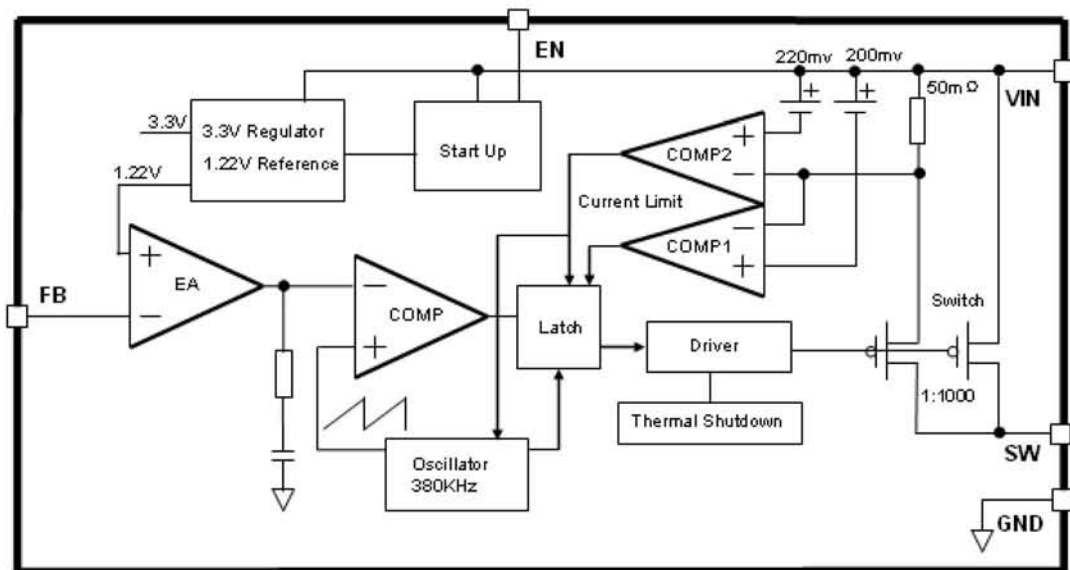 EN
220mv
200mv
50mΩ
VIN
3.3V
3.3V Regulator
1.22V Reference
Start Up
+
+
+
COMP2
−
1.22V
Current Limit
−
COMP1
+
+
EA
FB
−
−
COMP
+
Switch
Latch
Driver
1:1000
Thermal Shutdown
SW
Oscillator
380KHz
GND